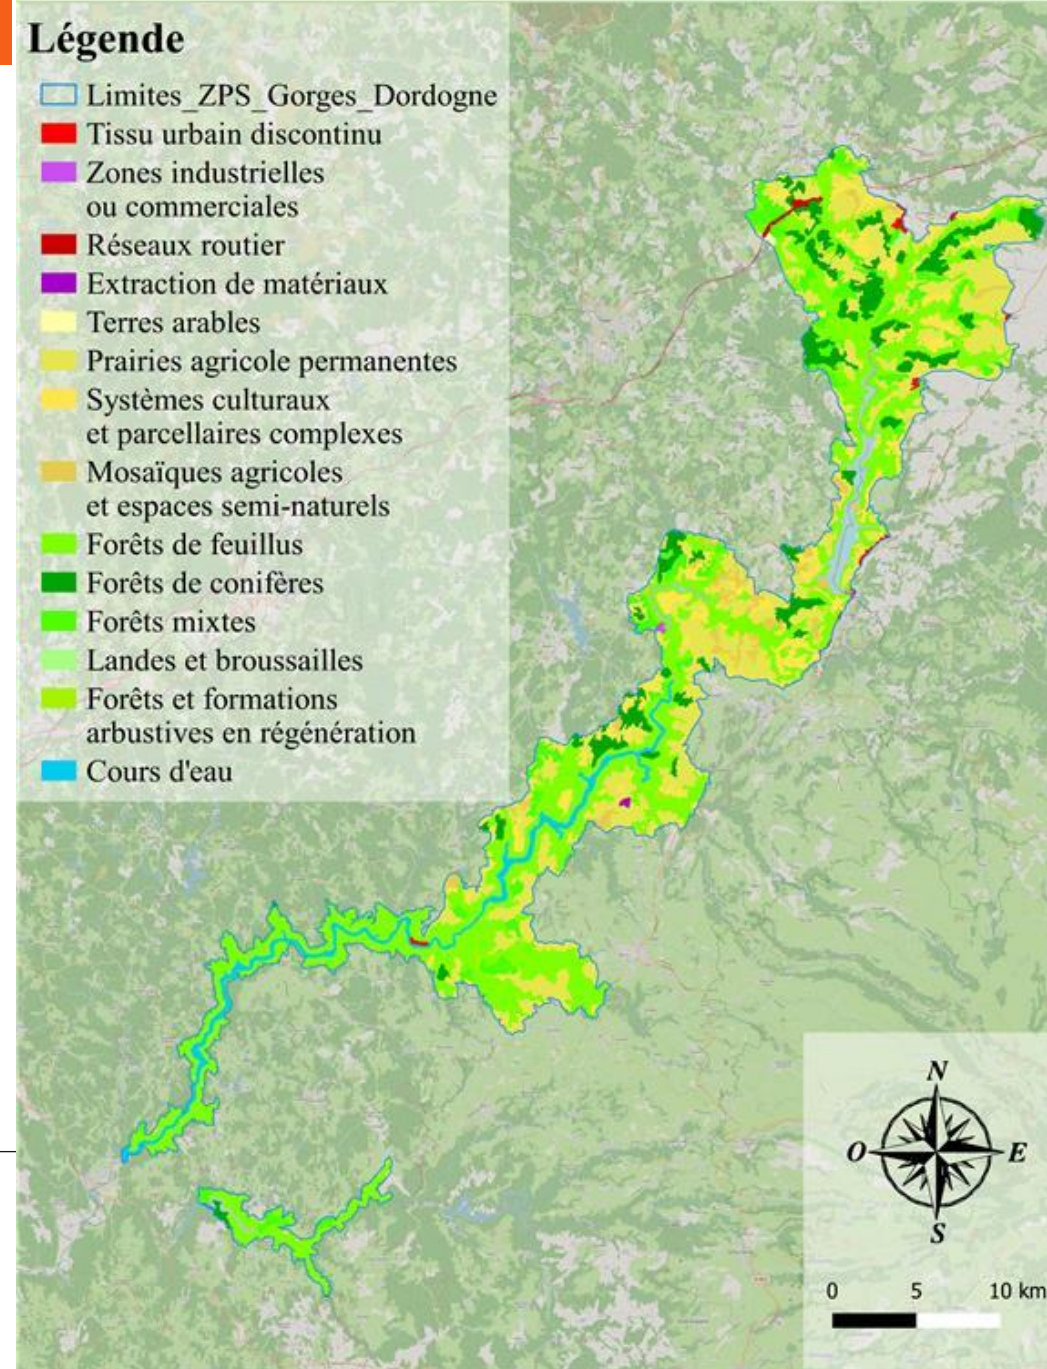 Légende
Limites_ZPS_Gorges_Dordogne
Tissu urbain discontinu
Zones industrielles
ou commerciales
Réseaux routier
Extraction de matériaux
Terres arables
Prairies agricole permanentes
Systèmes culturaux
et parcellaires complexes
Mosaïques agricoles
et espaces semi-naturels
Forêts de feuillus
Forêts de conifères
Forêts mixtes
Landes et broussailles
Forêts et formations
arbustives en régénération
Cours d'eau
N
O E
S
0 5 10 km